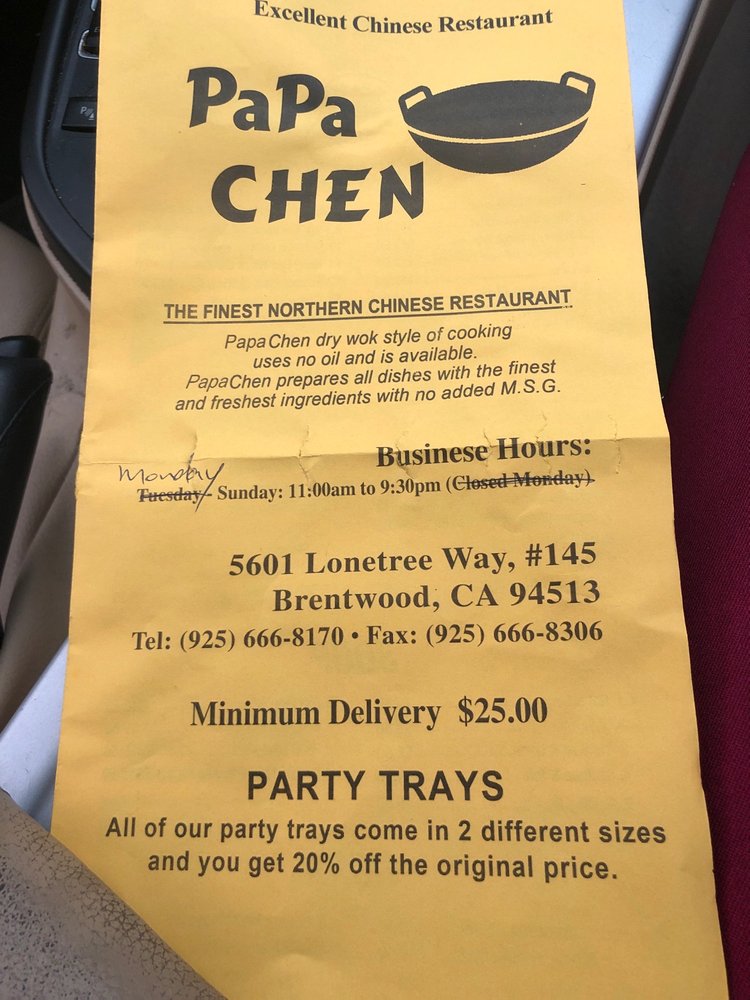 Excellent Chinese Restaurant
PaPa
CHEN
THE FINEST NORTHERN CHINESE RESTAURANT
PapaChen dry wok style of cooking
uses no oil and is available.
PapaChen prepares all dishes with the finest
and freshest ingredients with no added M.S.G.
Businese Hours:
Monday
Tuesday - Sunday: 11:00am to 9:30pm (Closed Monday)
5601 Lonetree Way, #145
Brentwood, CA 94513
Tel: (925) 666-8170 • Fax: (925) 666-8306
Minimum Delivery $25.00
PARTY TRAYS
All of our party trays come in 2 different sizes
and you get 20% off the original price.